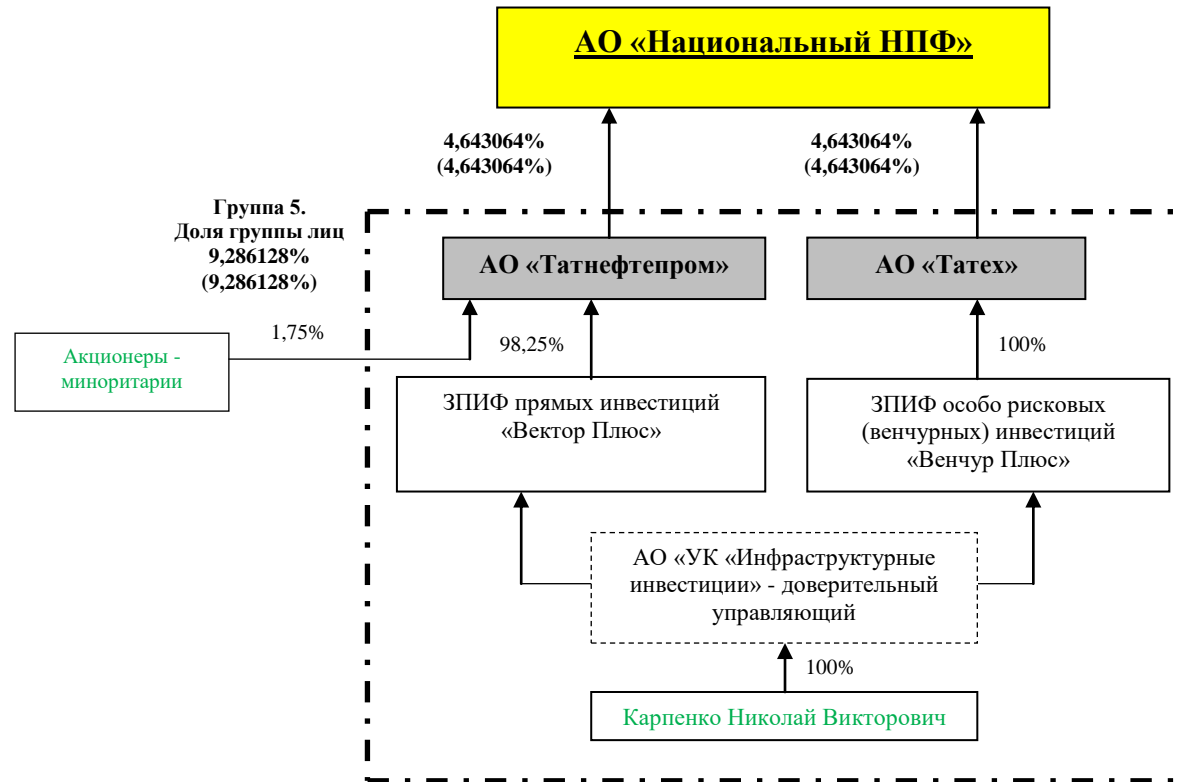 АО «Национальный НПФ»
4,643064%
(4,643064%)
4,643064%
(4,643064%)
Группа 5.
Доля группы лиц
9,286128%
(9,286128%)
АО «Татнефтепром»
АО «Татех»
1,75%
98,25%
100%
Акционеры -
миноритарии
ЗПИФ прямых инвестиций
«Вектор Плюс»
ЗПИФ особо рисковых
(венчурных) инвестиций
«Венчур Плюс»
АО «УК «Инфраструктурные
инвестиции» - доверительный
управляющий
100%
Карпенко Николай Викторович